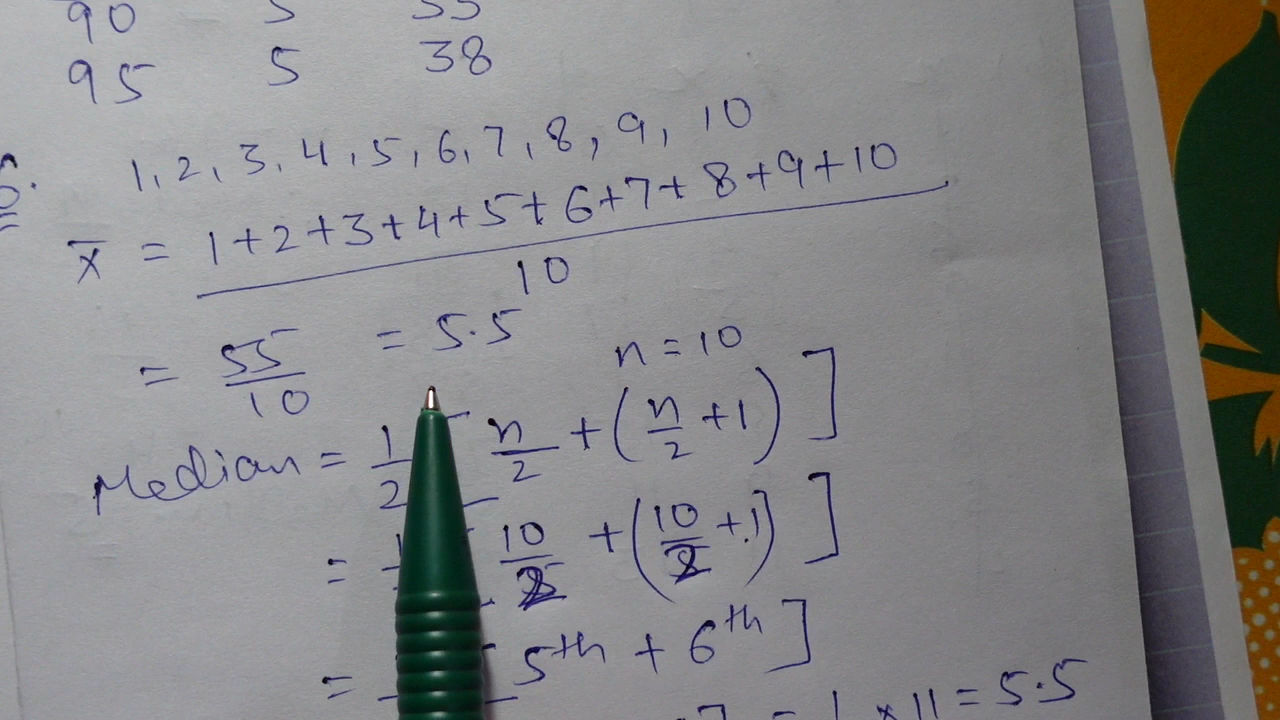 90 5 35
95 5 38
6. 1, 2, 3, 4, 5, 6, 7, 8, 9, 10
x̄ = (1+2+3+4+5+6+7+8+9+10)/10
= 55/10 = 5.5
n = 10
Median = 1/2 [n/2 + (n/2 + 1)]
= 1 [10/2 + (10/2 + 1)]
= [5th + 6th]
] = 1 × 11 = 5.5